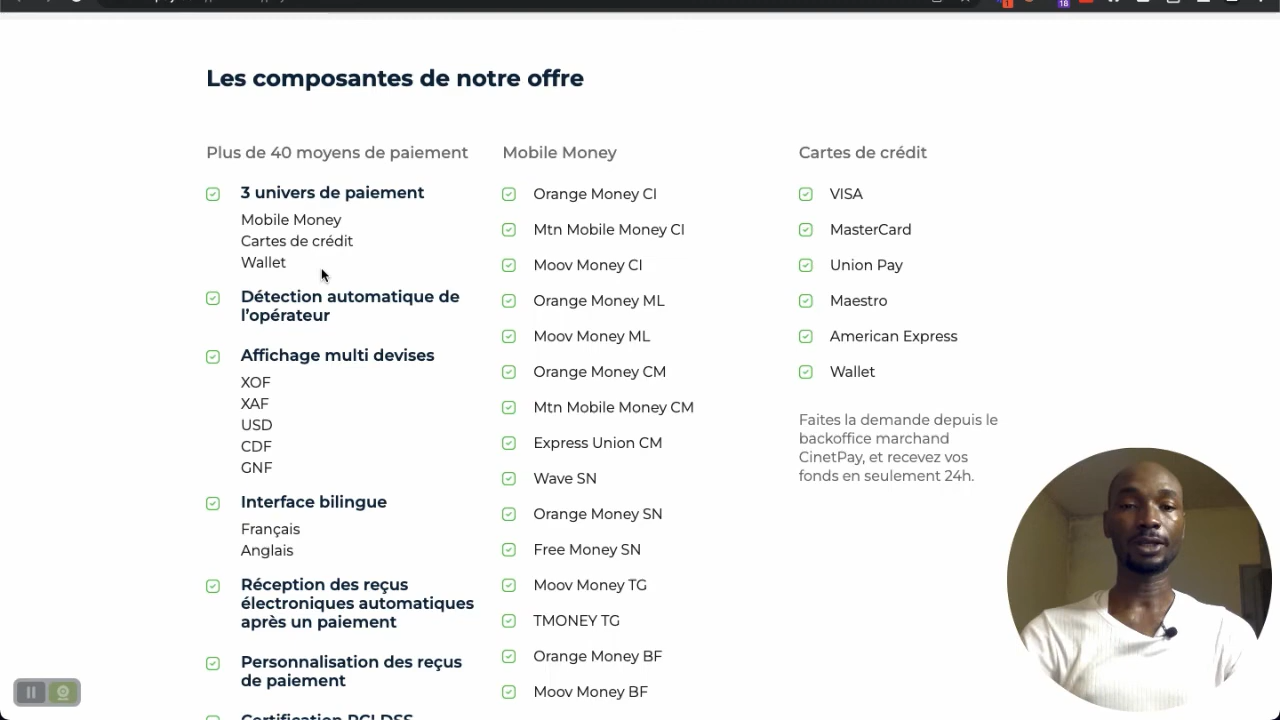 1
18
Les composantes de notre offre
Plus de 40 moyens de paiement
3 univers de paiement
Mobile Money
Cartes de crédit
Wallet
Détection automatique de
l’opérateur
Affichage multi devises
XOF
XAF
USD
CDF
GNF
Interface bilingue
Français
Anglais
Réception des reçus
électroniques automatiques
après un paiement
Personnalisation des reçus
de paiement
Certification PCI DSS
Mobile Money
Orange Money CI
Mtn Mobile Money CI
Moov Money CI
Orange Money ML
Moov Money ML
Orange Money CM
Mtn Mobile Money CM
Express Union CM
Wave SN
Orange Money SN
Free Money SN
Moov Money TG
TMONEY TG
Orange Money BF
Moov Money BF
Cartes de crédit
VISA
MasterCard
Union Pay
Maestro
American Express
Wallet
Faites la demande depuis le
backoffice marchand
CinetPay, et recevez vos
fonds en seulement 24h.